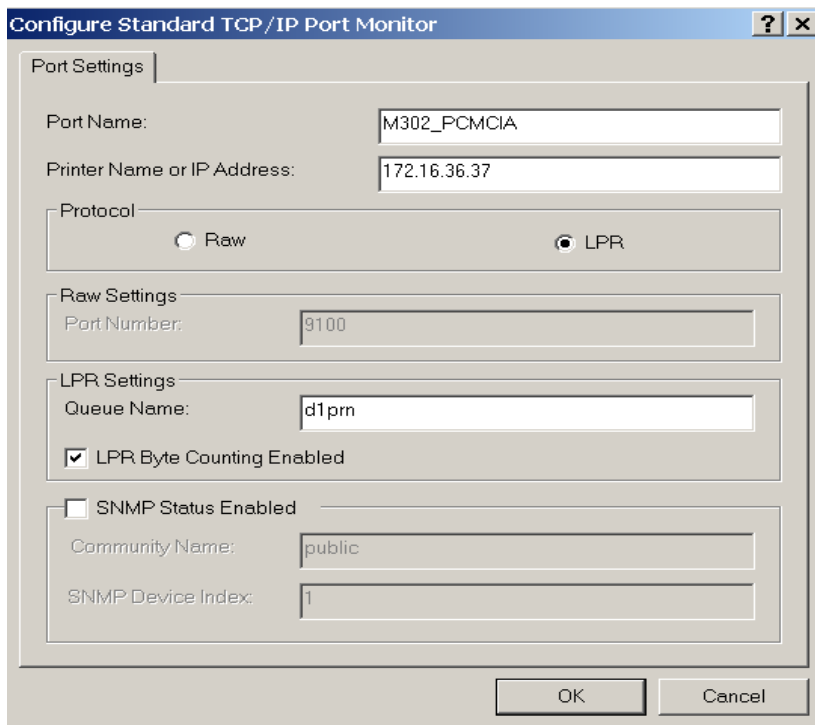 Configure Standard TCP/IP Port Monitor
Port Settings
Port Name: M302_PCMCIA
Printer Name or IP Address: 172.16.36.37
Protocol
Raw LPR
Raw Settings
Port Number: 9100
LPR Settings
Queue Name: d1prn
LPR Byte Counting Enabled
SNMP Status Enabled
Community Name: public
SNMP Device Index: 1
OK Cancel